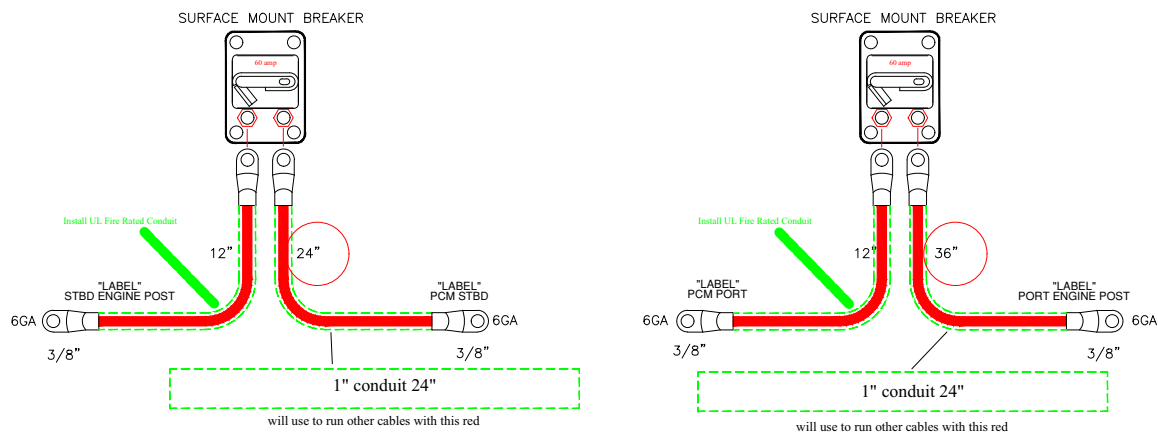 SURFACE MOUNT BREAKER
60 amp
Install UL Fire Rated Conduit
12"
24"
"LABEL"
STBD ENGINE POST
"LABEL"
PCM STBD
6GA
6GA
3/8"
3/8"
1" conduit 24"
will use to run other cables with this red
SURFACE MOUNT BREAKER
60 amp
Install UL Fire Rated Conduit
12"
36"
"LABEL"
PCM PORT
"LABEL"
PORT ENGINE POST
6GA
6GA
3/8"
3/8"
1" conduit 24"
will use to run other cables with this red